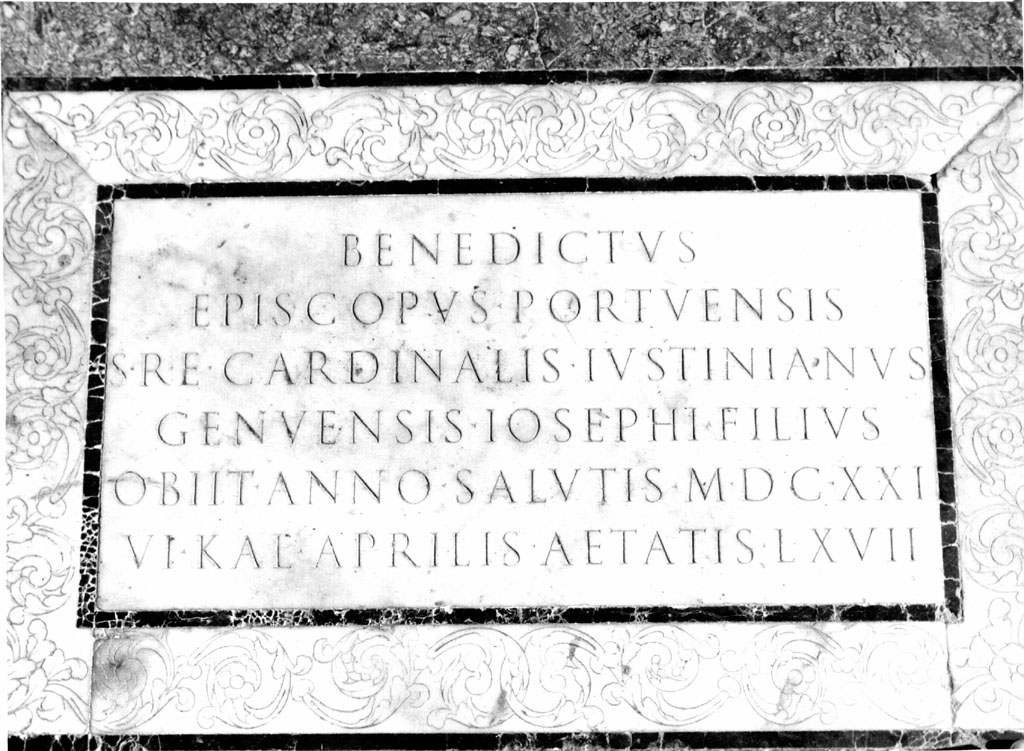 BENEDICTVS
EPISCOPVS·PORTVENSIS
S·R·E·CARDINALIS·IVSTINIANVS
GENVENSIS·IOSEPHI·FILIVS
OBIIT·ANNO·SALVTIS·M·D·C·XXI
VI·KAL·APRILIS·AETATIS·LXVII